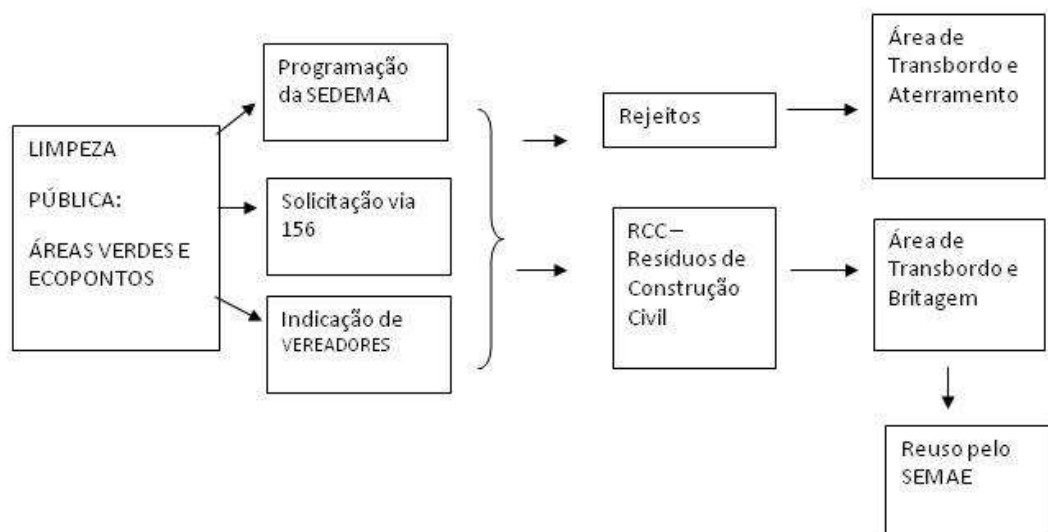 LIMPEZA
PÚBLICA:
ÁREAS VERDES E
ECOPONTOS
Programação
da SEDEMA
Solicitação via
156
Indicação de
VEREADORES
Rejeitos
RCC –
Resíduos de
Construção
Civil
Área de
Transbordo e
Aterramento
Área de
Transbordo e
Britagem
Reuso pelo
SEMAE